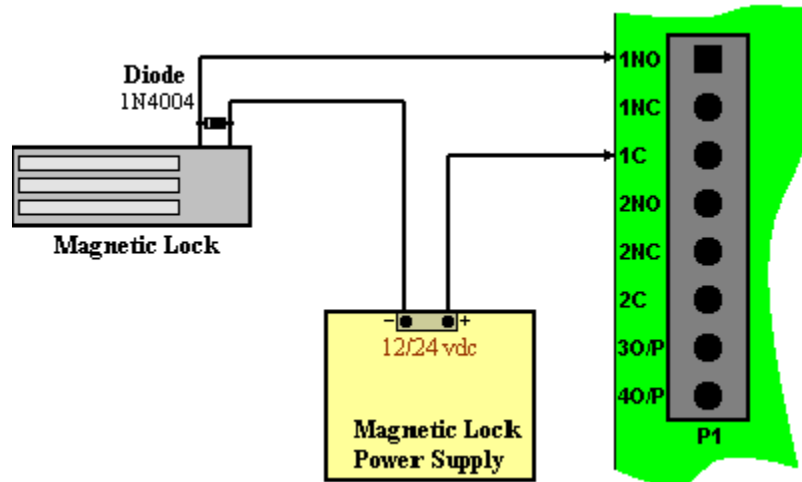 Diode
1N4004
Magnetic Lock
− +
12/24 vdc
Magnetic Lock
Power Supply
1NO
1NC
1C
2NO
2NC
2C
3O/P
4O/P
P1